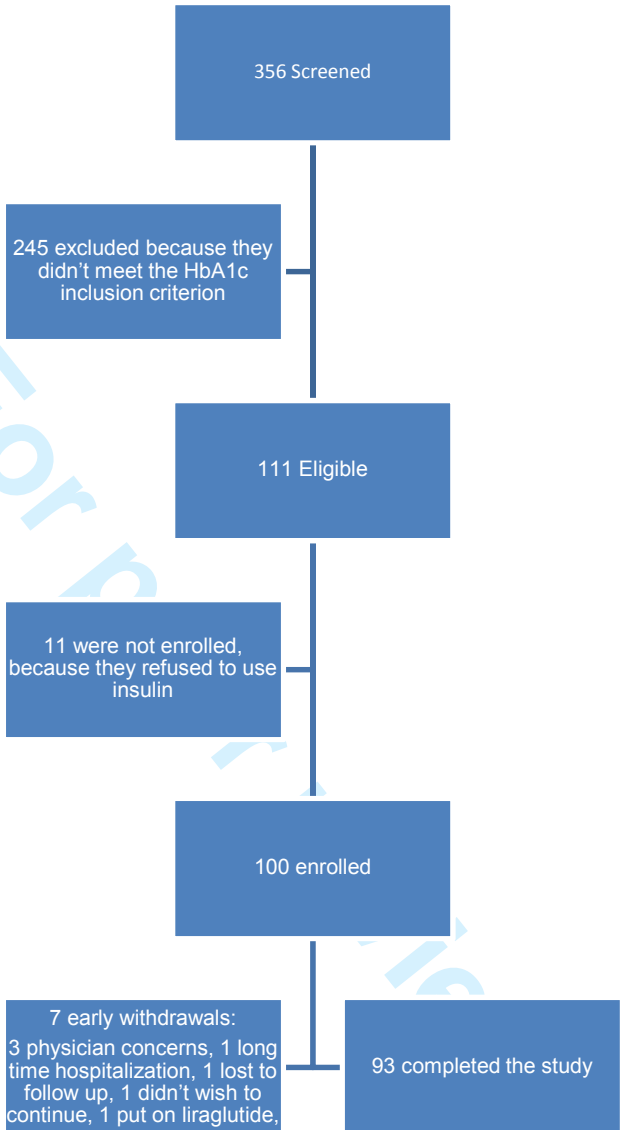 356 Screened
245 excluded because they
didn't meet the HbA1c
inclusion criterion
111 Eligible
11 were not enrolled,
because they refused to use
insulin
100 enrolled
7 early withdrawals:
3 physician concerns, 1 long
time hospitalization, 1 lost to
follow up, 1 didn't wish to
continue, 1 put on liraglutide,
93 completed the study
For p